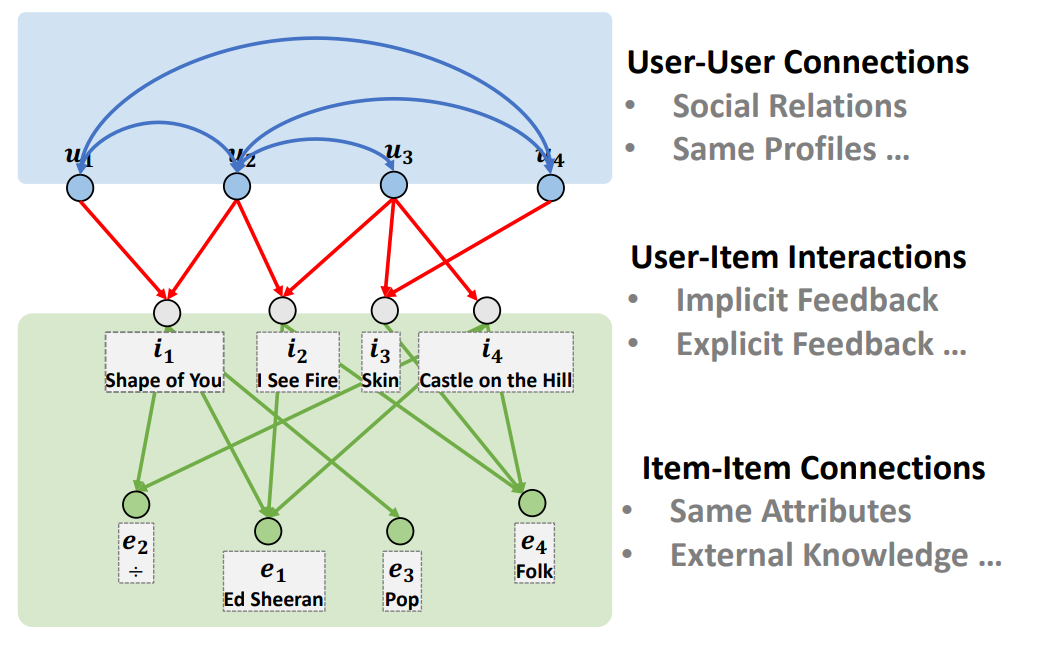 User-User Connections
• Social Relations
• Same Profiles ...
u1 u2 u3 u4
User-Item Interactions
• Implicit Feedback
• Explicit Feedback ...
i1 i2 i3 i4
Shape of You I See Fire Skin Castle on the Hill
Item-Item Connections
• Same Attributes
• External Knowledge ...
e2
÷
e1
Ed Sheeran
e3
Pop
e4
Folk